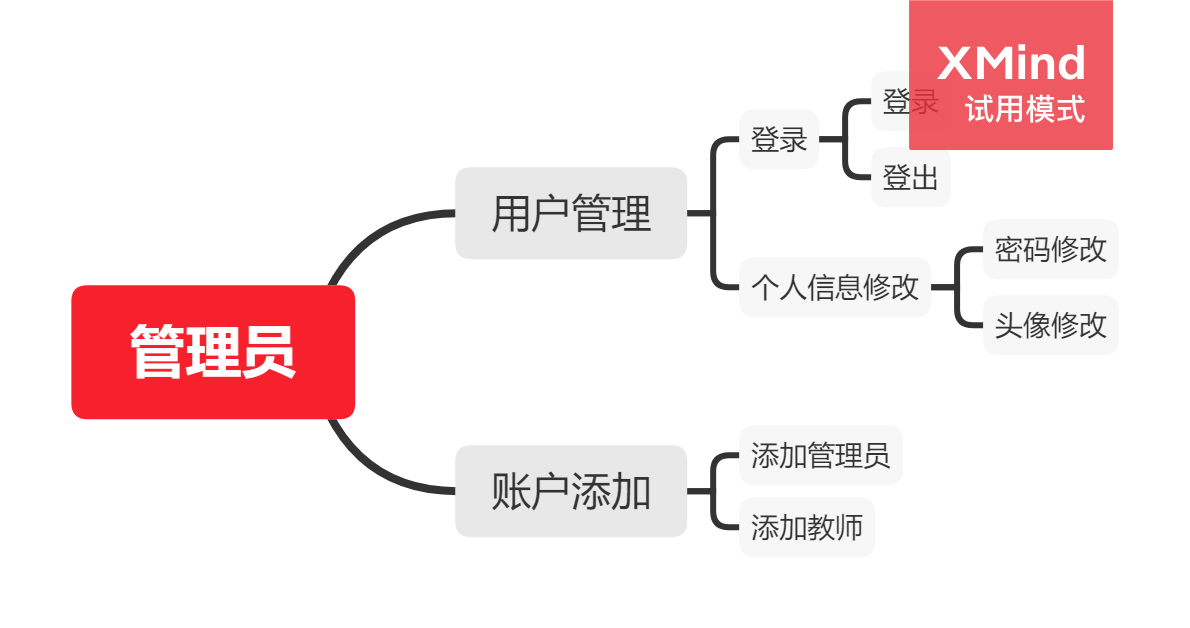 XMind
试用模式
登录
登录
登出
用户管理
个人信息修改
密码修改
头像修改
管理员
账户添加
添加管理员
添加教师